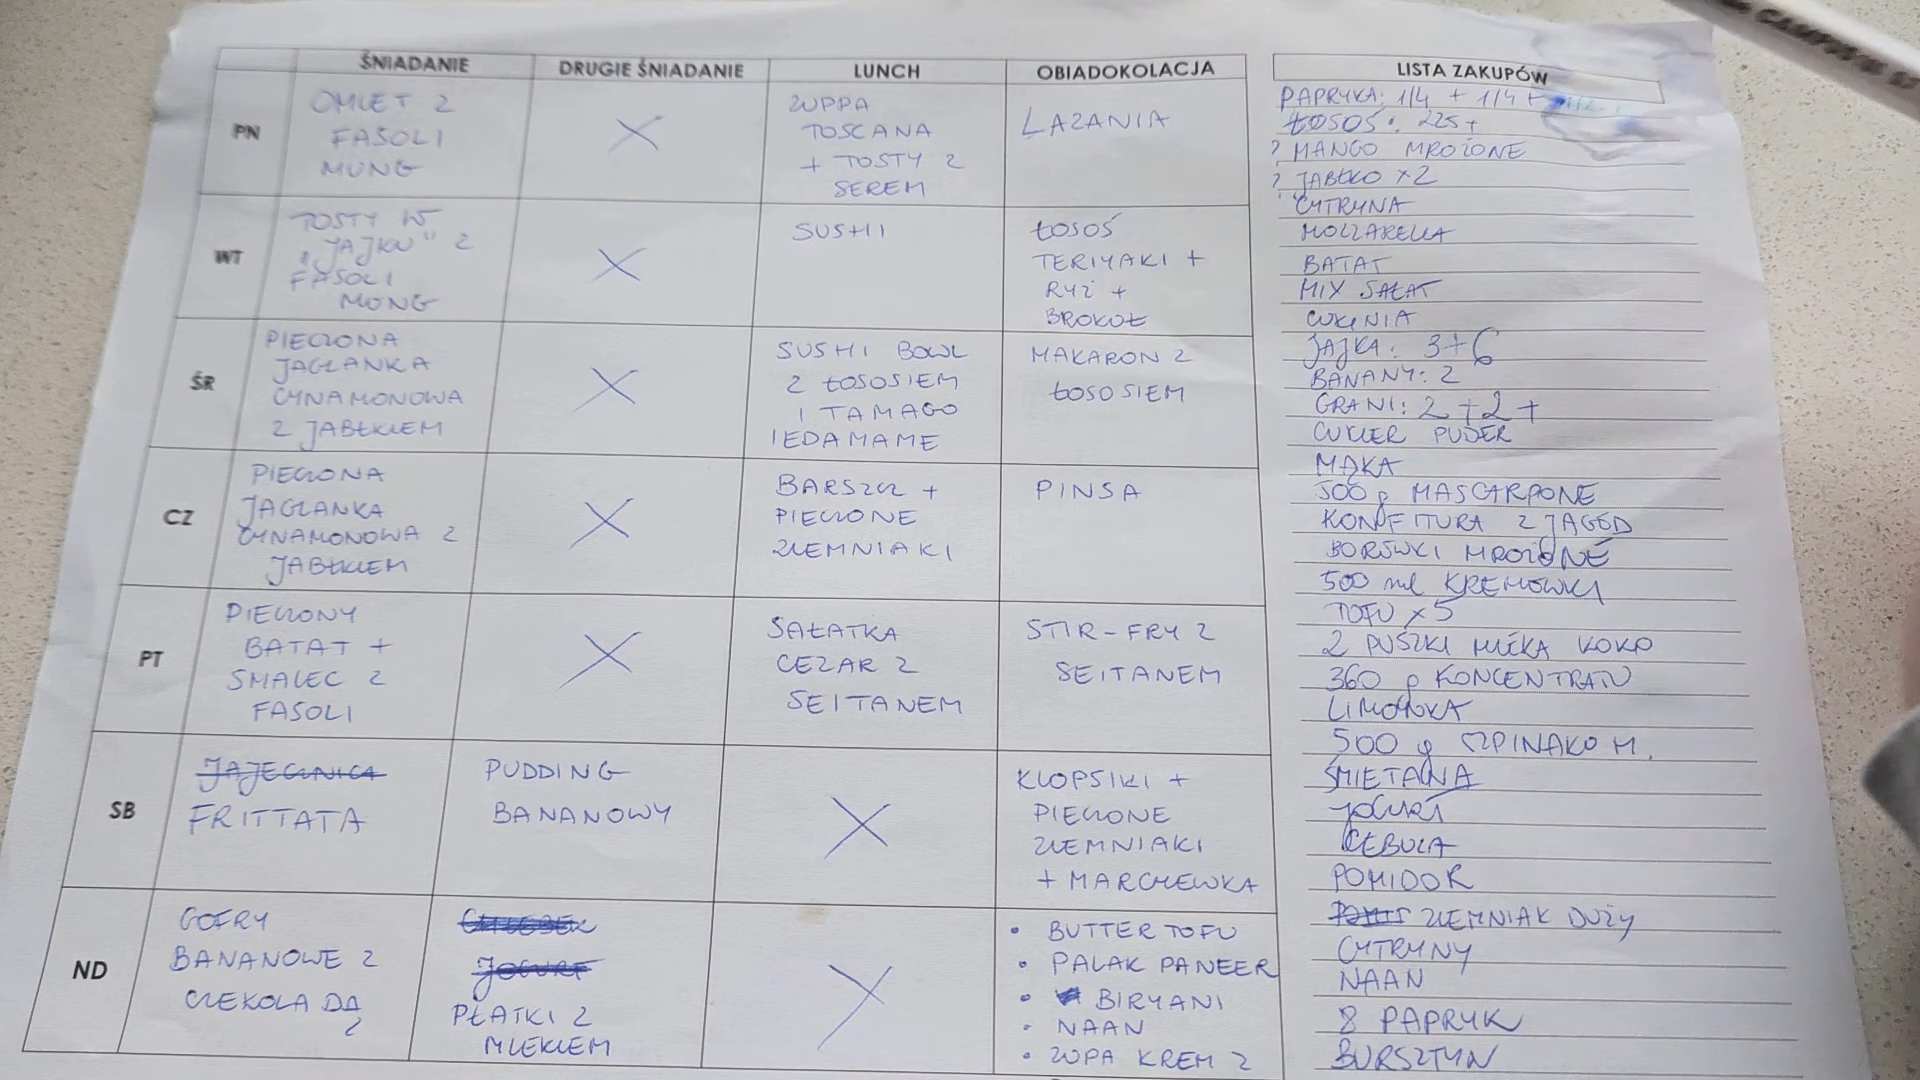 ŚNIADANIE DRUGIE ŚNIADANIE LUNCH OBIADOKOLACJA
PN
OMLET Z
FASOLI
MUNG
ZUPPA
TOSCANA
+ TOSTY Z
SEREM
LAZANIA
WT
TOSTY W
„JAJKU" Z
FASOLI
MUNG
SUSHI
ŁOSOŚ
TERIYAKI +
RYŻ +
BROKUŁ
ŚR
PIECZONA
JAGLANKA
CYNAMONOWA
Z JABŁKIEM
SUSHI BOWL
Z ŁOSOSIEM
I TAMAGO
I EDAMAME
MAKARON Z
ŁOSOSIEM
CZ
PIECZONA
JAGLANKA
CYNAMONOWA Z
JABŁKIEM
BARSZCZ +
PIECZONE
ZIEMNIAKI
PINSA
PT
PIECZONY
BATAT +
SMALEC Z
FASOLI
SAŁATKA
CEZAR Z
SEITANEM
STIR-FRY Z
SEITANEM
SB
JAJECZNICA
FRITTATA
PUDDING
BANANOWY
KLOPSIKI +
PIECZONE
ZIEMNIAKI
+ MARCHEWKA
ND
GOFRY
BANANOWE Z
CZEKOLADĄ
Z
CHLEBEK
JOGURT
PŁATKI Z
MLEKIEM
• BUTTER TOFU
• PALAK PANEER
• BIRYANI
• NAAN
• ZUPA KREM Z
LISTA ZAKUPÓW
PAPRYKA: 1/4 + 1/4 +
ŁOSOŚ: 225+
? MANGO MROŻONE
? JABŁKO x2
CYTRYNA
MOZZARELLA
BATAT
MIX SAŁAT
CUKINIA
JAJKA: 3+6
BANANY: 2
GRANI: 2+2+
CUKIER PUDER
MĄKA
500 g MASCARPONE
KONFITURA Z JAGÓD
BORÓWKI MROŻONE
500 ml KREMÓWKI
TOFU x5
2 PUSZKI MLÉKA KOKO
360 g KONCENTRATU
LIMONKA
500 g SZPINAKU M.
ŚMIETANA
JOGURT
CEBULA
POMIDOR
ZIEMNIAK DUŻY
CYTRYNY
NAAN
8 PAPRYK
BURSZTYN